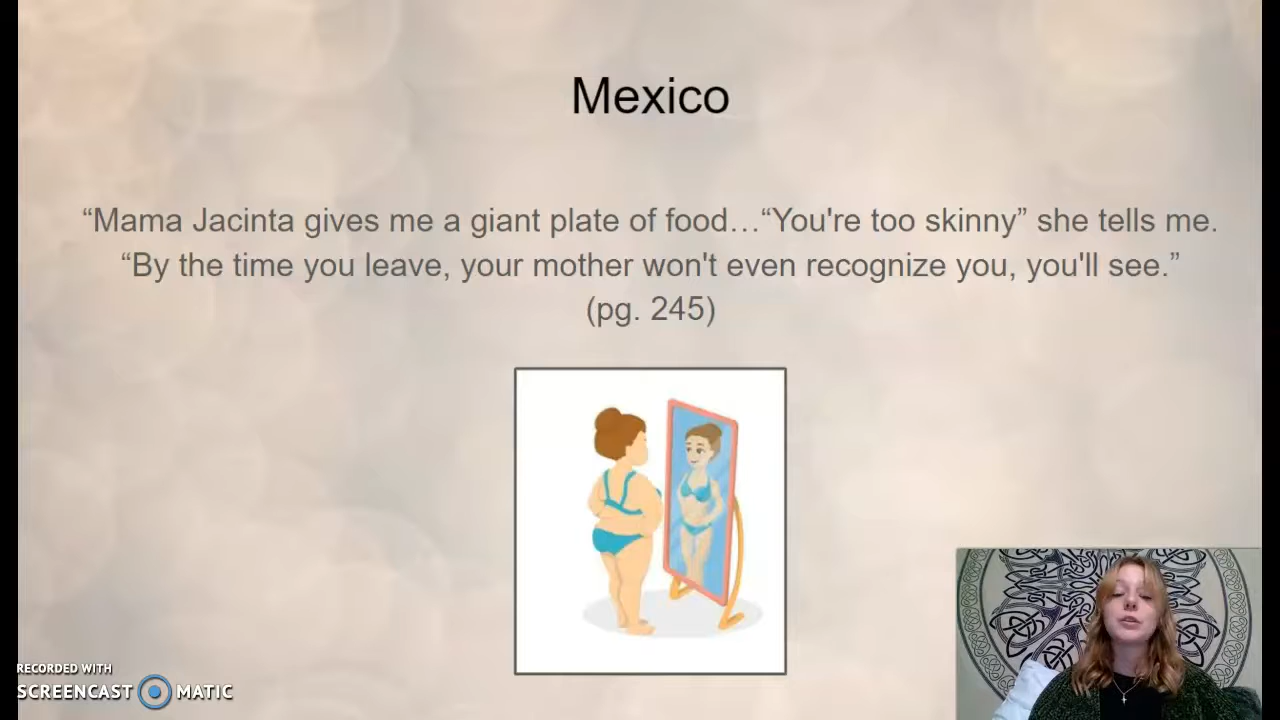 Mexico
“Mama Jacinta gives me a giant plate of food…“You're too skinny” she tells me.
“By the time you leave, your mother won't even recognize you, you'll see.”
(pg. 245)
RECORDED WITH
SCREENCAST MATIC